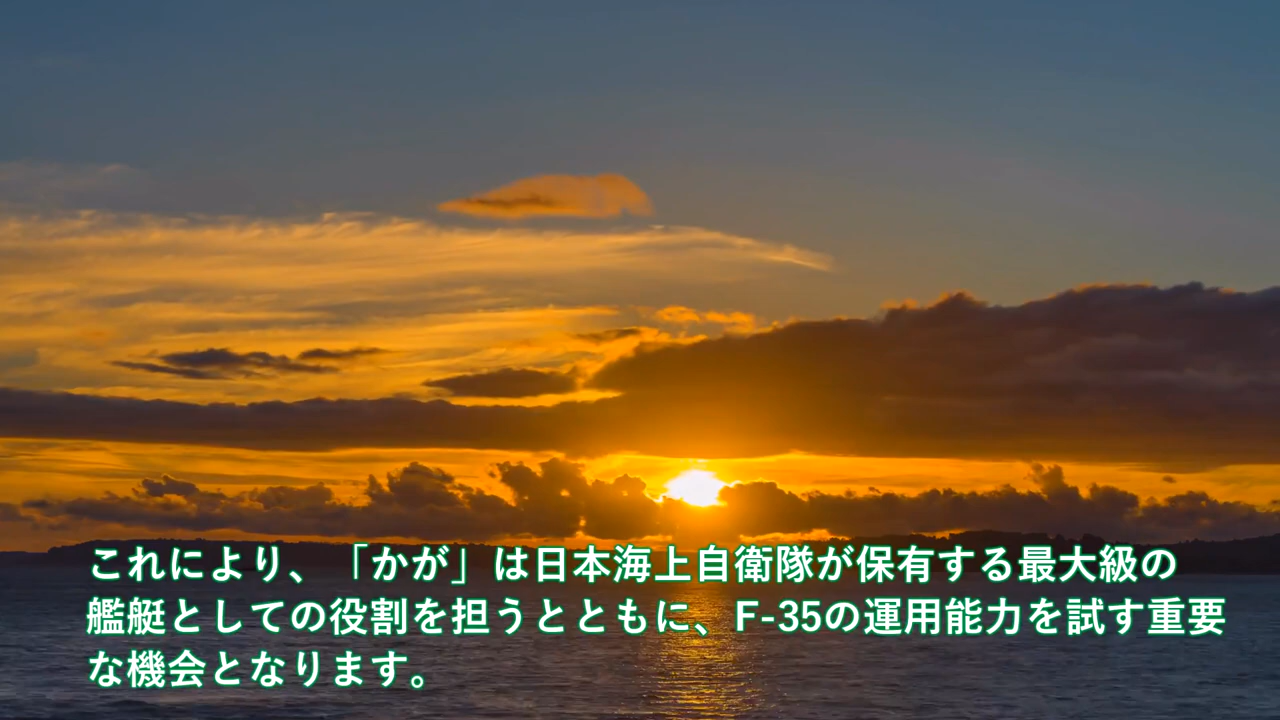 これにより、「かが」は日本海上自衛隊が保有する最大級の
艦艇としての役割を担うとともに、F-35の運用能力を試す重要
な機会となります。